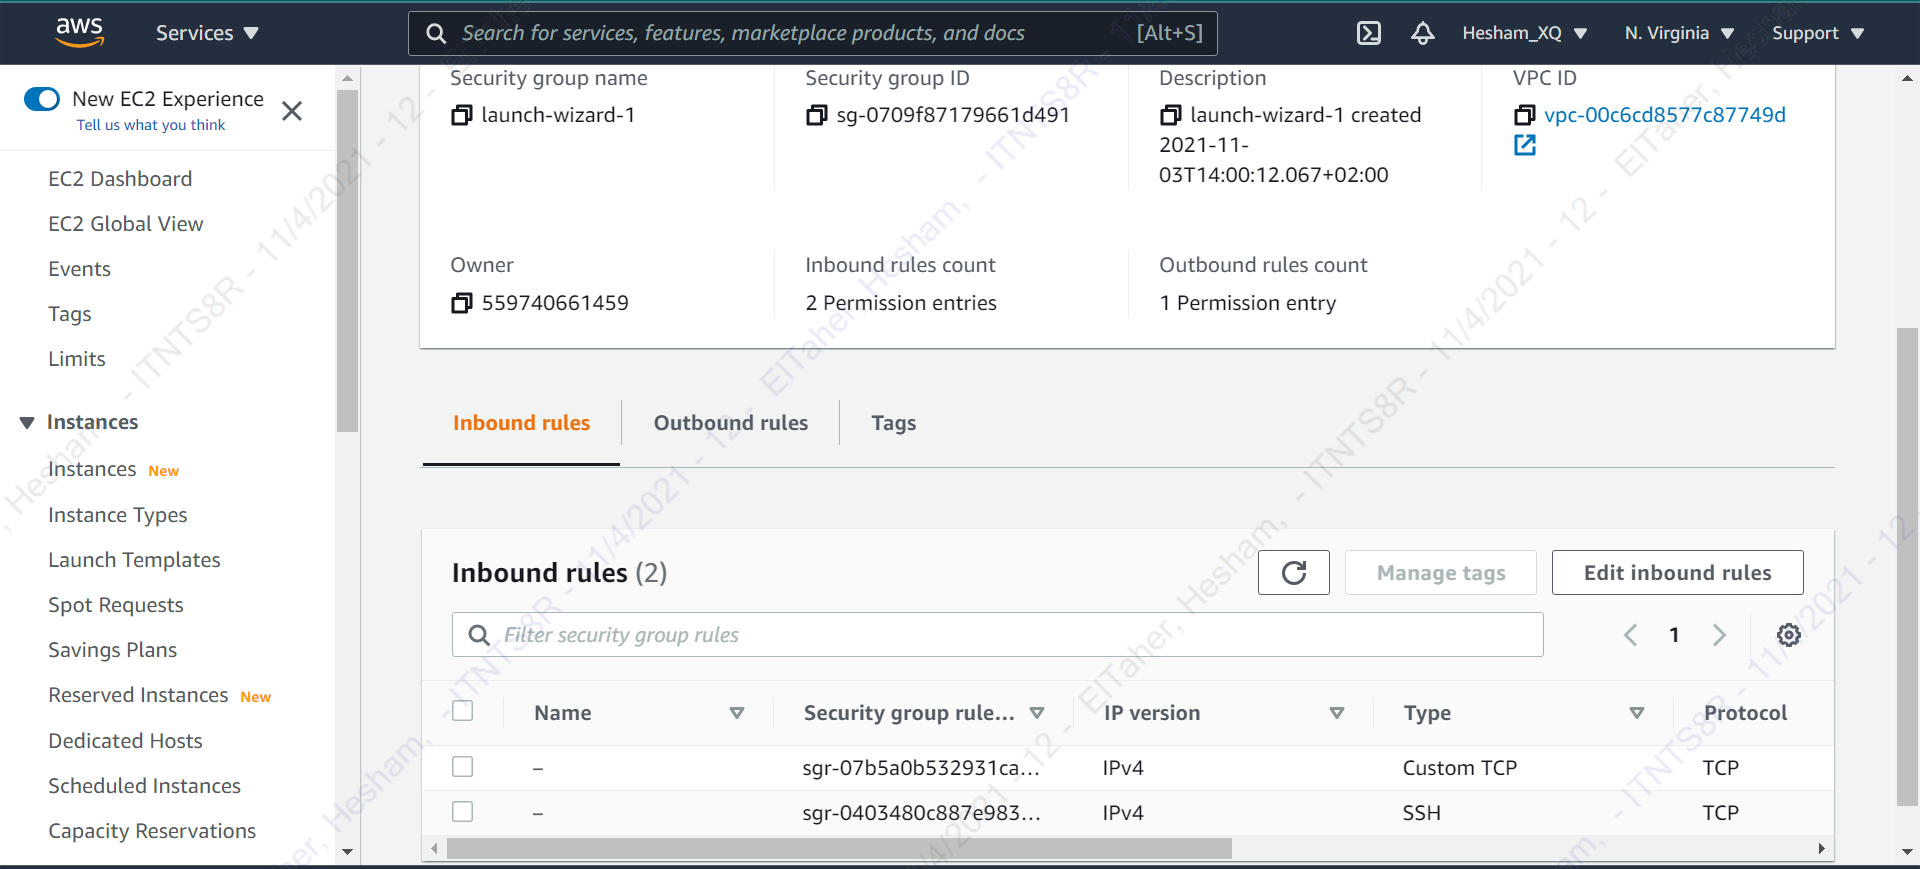 aws
Services
Search for services, features, marketplace products, and docs
[Alt+S]
Hesham_XQ
N. Virginia
Support
New EC2 Experience
Tell us what you think
EC2 Dashboard
EC2 Global View
Events
Tags
Limits
Instances
Instances New
Instance Types
Launch Templates
Spot Requests
Savings Plans
Reserved Instances New
Dedicated Hosts
Scheduled Instances
Capacity Reservations
Security group name
launch-wizard-1
Security group ID
sg-0709f87179661d491
Description
launch-wizard-1 created
2021-11-
03T14:00:12.067+02:00
VPC ID
vpc-00c6cd8577c87749d
Owner
559740661459
Inbound rules count
2 Permission entries
Outbound rules count
1 Permission entry
Inbound rules
Outbound rules
Tags
Inbound rules (2)
Manage tags
Edit inbound rules
Filter security group rules
1
Name
Security group rule...
IP version
Type
Protocol
– sgr-07b5a0b532931ca... IPv4 Custom TCP TCP
– sgr-0403480c887e983... IPv4 SSH TCP
ElTaher, Hesham, - ITNTS8R - 11/4/2021 - 12 -
ElTaher, Hesham, - ITNTS8R - 11/4/2021 - 12 -